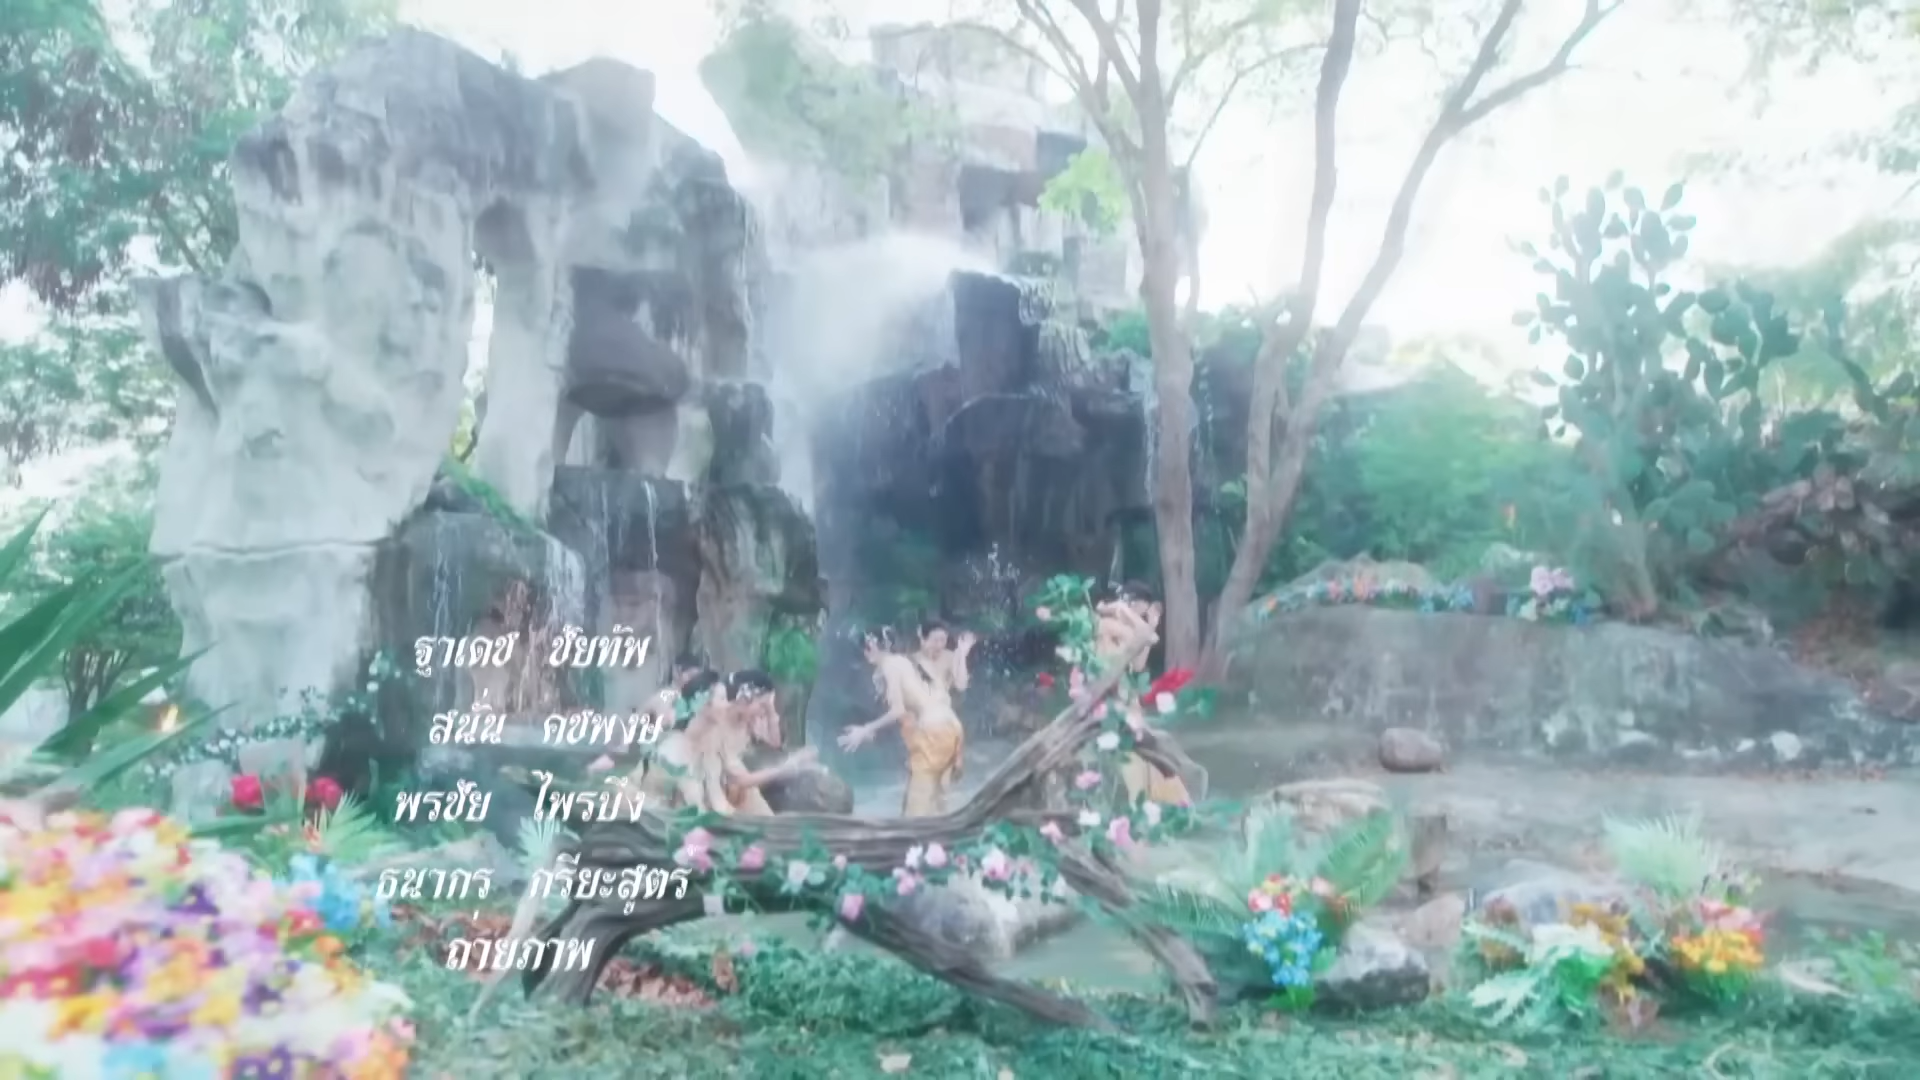 ฐาเดช ชัยทัพ
สนั่น คชพงษ์
พรชัย ไพรบึง
ธนากร กรียะสูตร์
ถ่ายภาพ